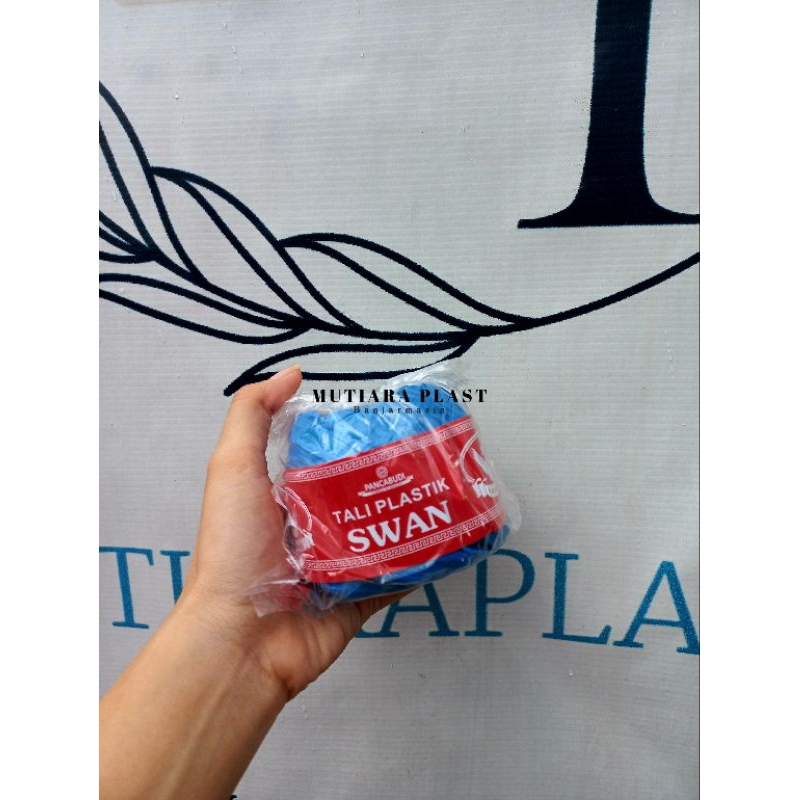 MUTIARA PLAST
Banjarmasin
PANCABUDI
TALI PLASTIK
SWAN